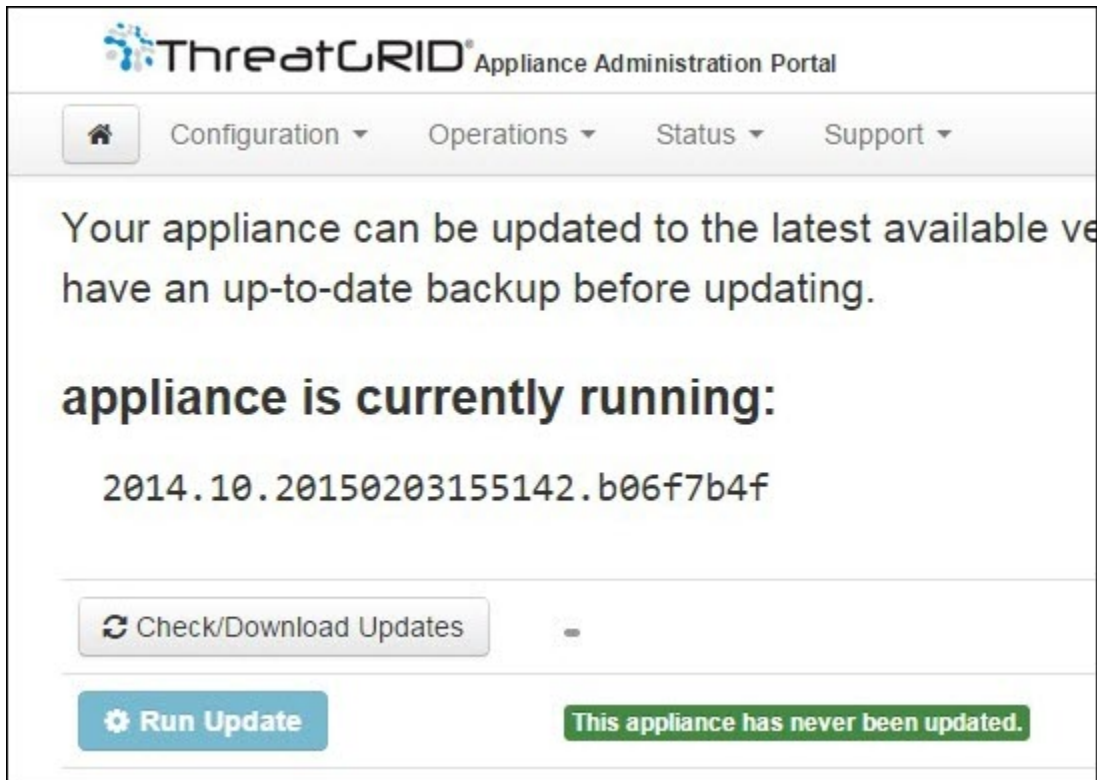 ThreatGRID® Appliance Administration Portal
Configuration Operations Status Support
Your appliance can be updated to the latest available
have an up-to-date backup before updating.
appliance is currently running:
2014.10.20150203155142.b06f7b4f
Check/Download Updates -
Run Update This appliance has never been updated.